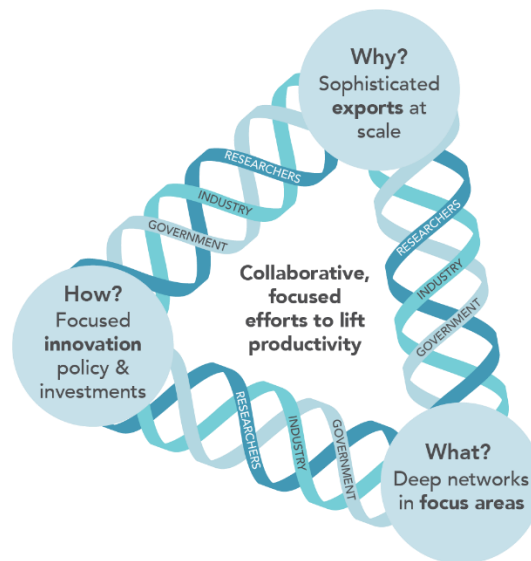 Why?
Sophisticated
exports at
scale
RESEARCHERS
INDUSTRY
GOVERNMENT
RESEARCHERS
INDUSTRY
GOVERNMENT
Collaborative,
focused
efforts to lift
productivity
How?
Focused
innovation
policy &
investments
RESEARCHERS
INDUSTRY
GOVERNMENT
What?
Deep networks
in focus areas